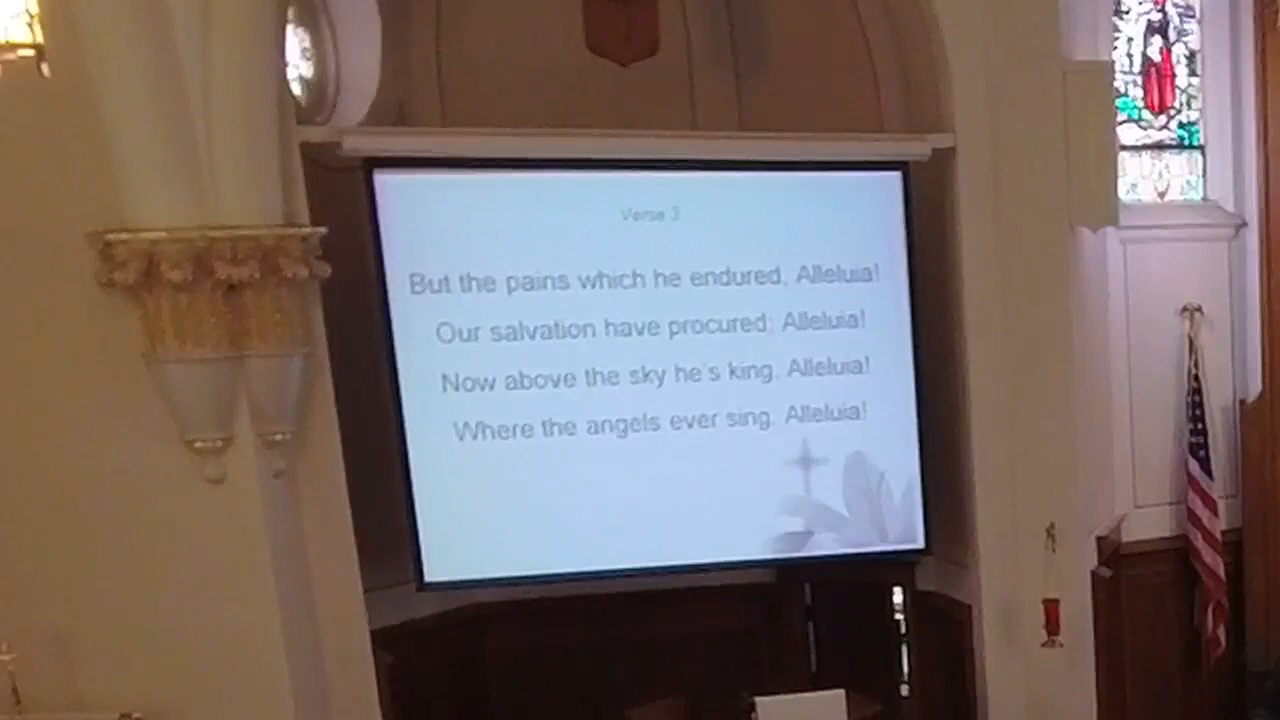 Verse 3
But the pains which he endured, Alleluia!
Our salvation have procured; Alleluia!
Now above the sky he's king, Alleluia!
Where the angels ever sing. Alleluia!